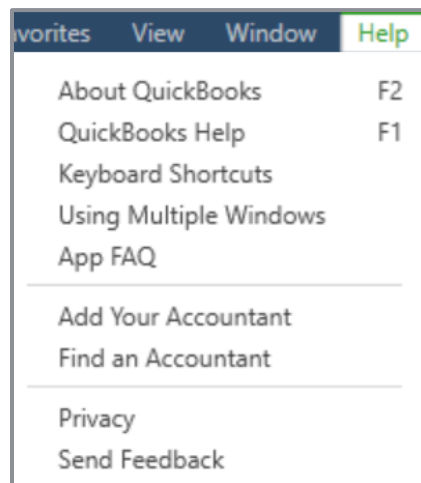 vorites View Window Help
About QuickBooks F2
QuickBooks Help F1
Keyboard Shortcuts
Using Multiple Windows
App FAQ
Add Your Accountant
Find an Accountant
Privacy
Send Feedback